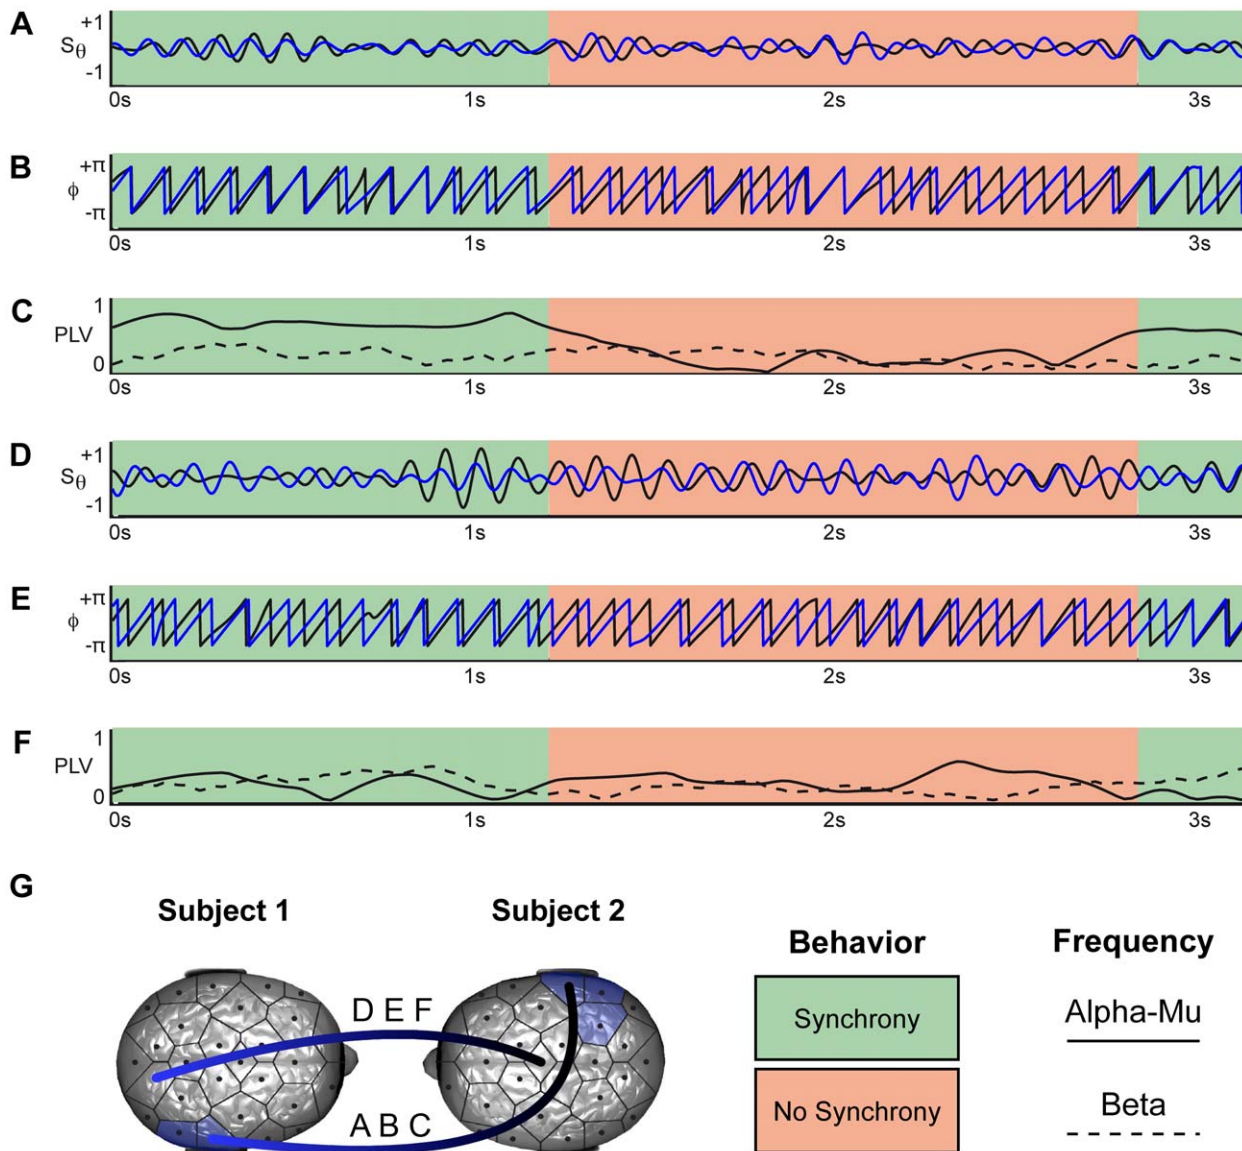 A
+1
Sθ
-1
0s 1s 2s 3s
B
+π
ϕ
-π
0s 1s 2s 3s
C
1
PLV
0
0s 1s 2s 3s
D
+1
Sθ
-1
0s 1s 2s 3s
E
+π
ϕ
-π
0s 1s 2s 3s
F
1
PLV
0
0s 1s 2s 3s
G
Subject 1 Subject 2
D E F
A B C
Behavior
Synchrony
No Synchrony
Frequency
Alpha-Mu
Beta